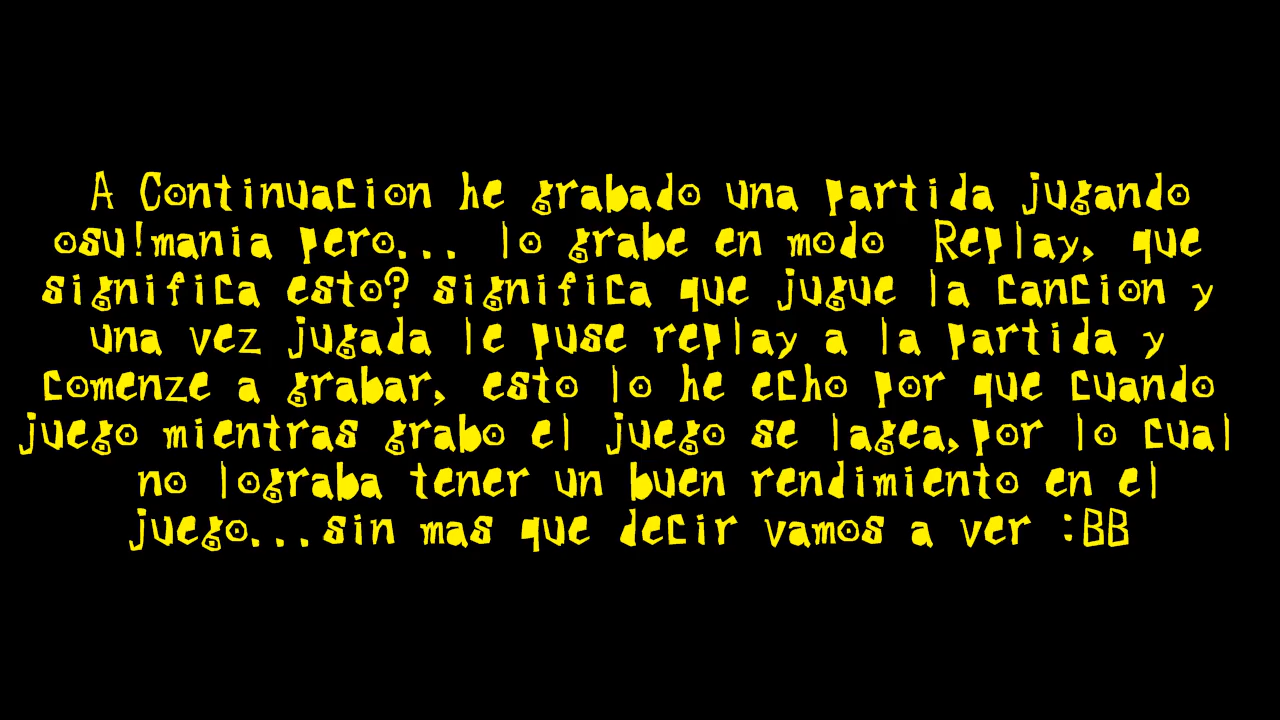 A Continuacion he grabado una partida jugando
osu!mania pero... lo grabe en modo Replay, que
significa esto? significa que jugue la cancion y
una vez jugada le puse replay a la partida y
comenze a grabar, esto lo he echo por que cuando
juego mientras grabo el juego se lagea,por lo cual
no lograba tener un buen rendimiento en el
juego...sin mas que decir vamos a ver :BB